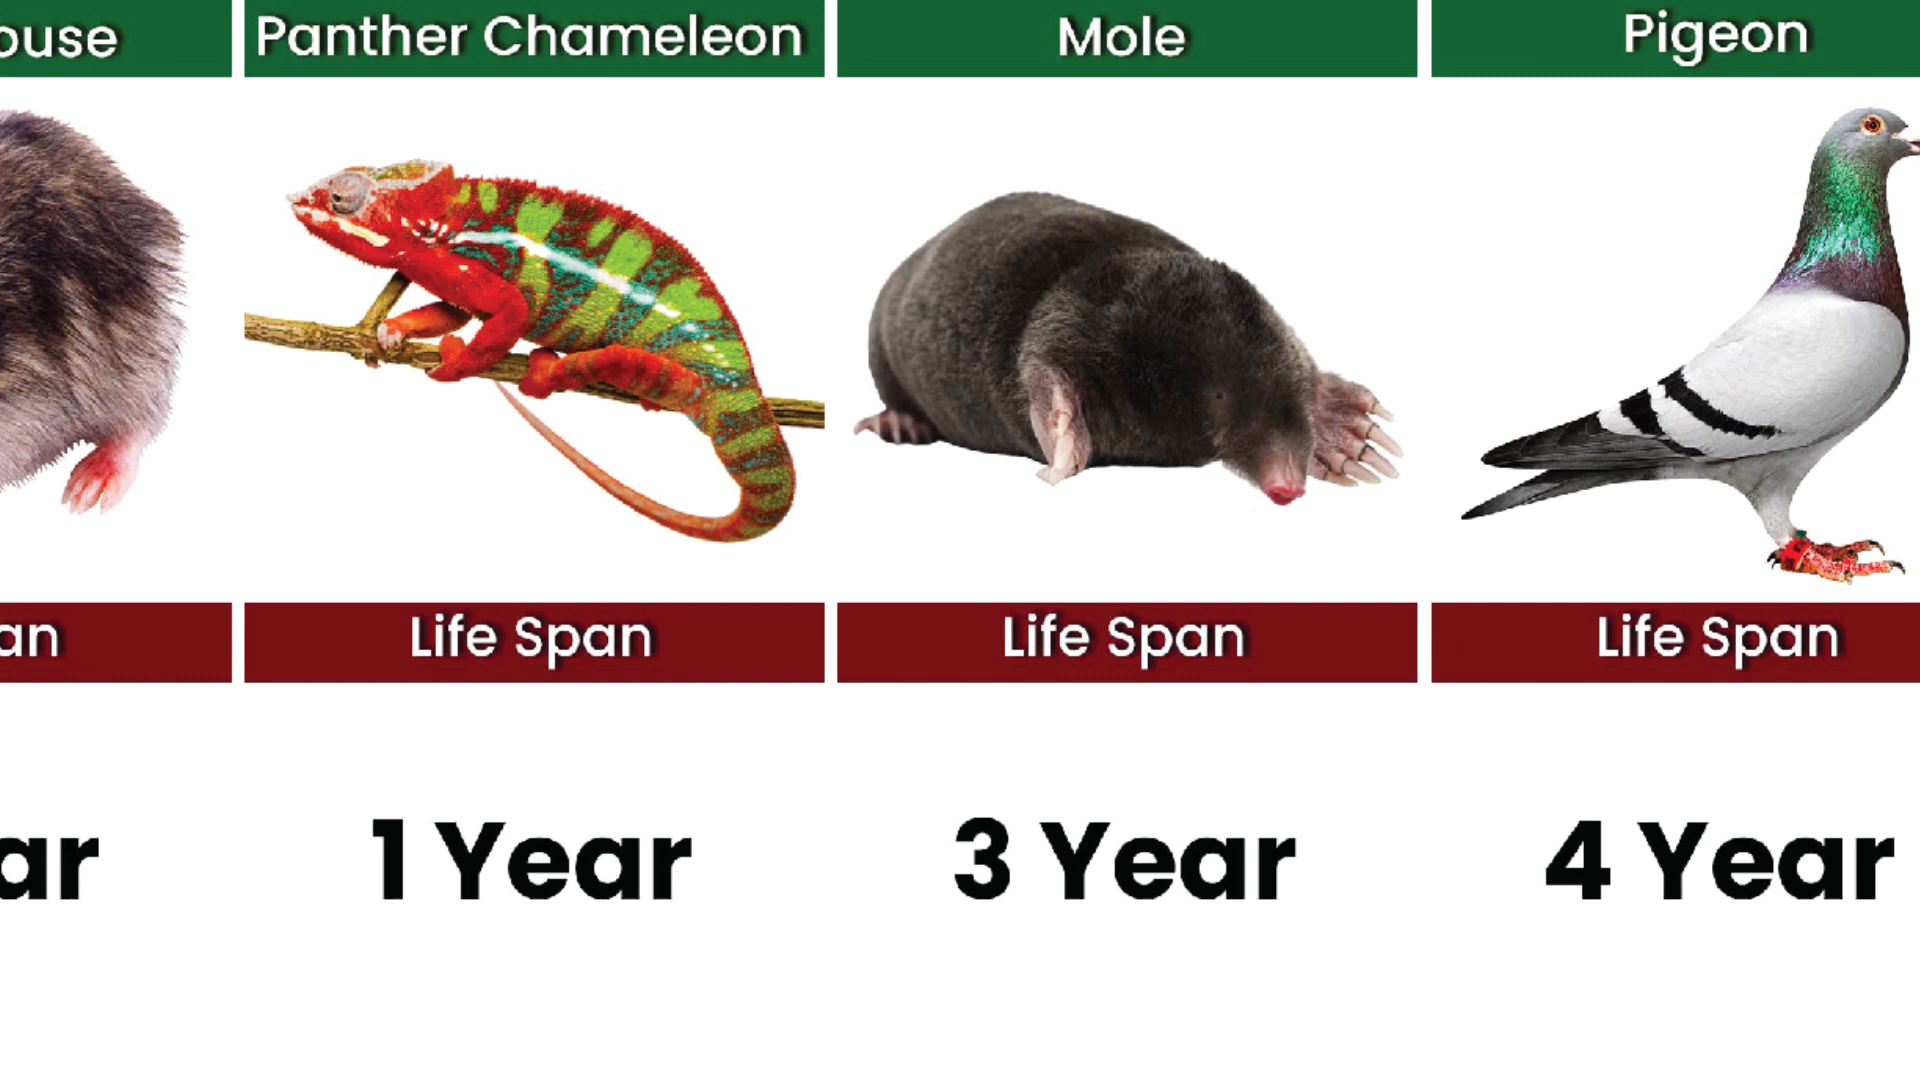 ouse
Panther Chameleon
Mole
Pigeon
an
Life Span
Life Span
Life Span
ar
1 Year
3 Year
4 Year